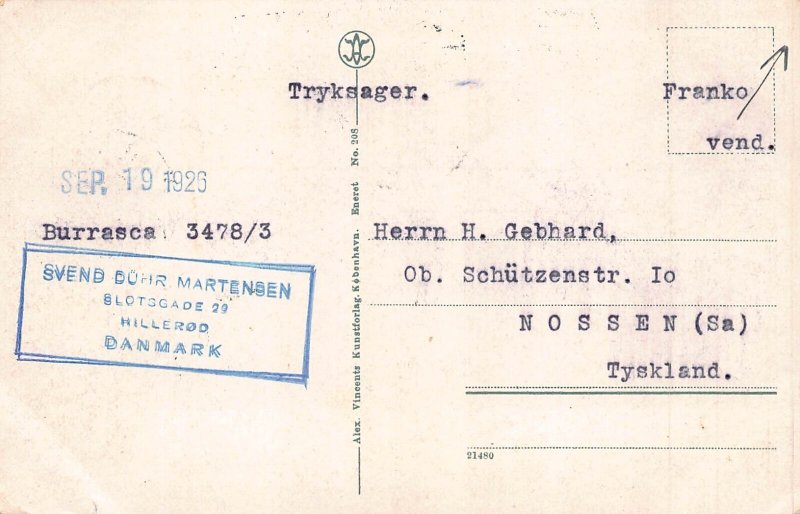 Tryksager.
Franko
vend.
SEP. 19 1926
Burrasca 3478/3
SVEND DÜHR MARTENSEN
SLOTSGADE 29
HILLERØD
DANMARK
Alex. Vincents Kunstforlag. København. Eneret No. 208.
Herrn H. Gebhard,
Ob. Schützenstr. Io
NOSSEN (Sa)
Tyskland.
21480